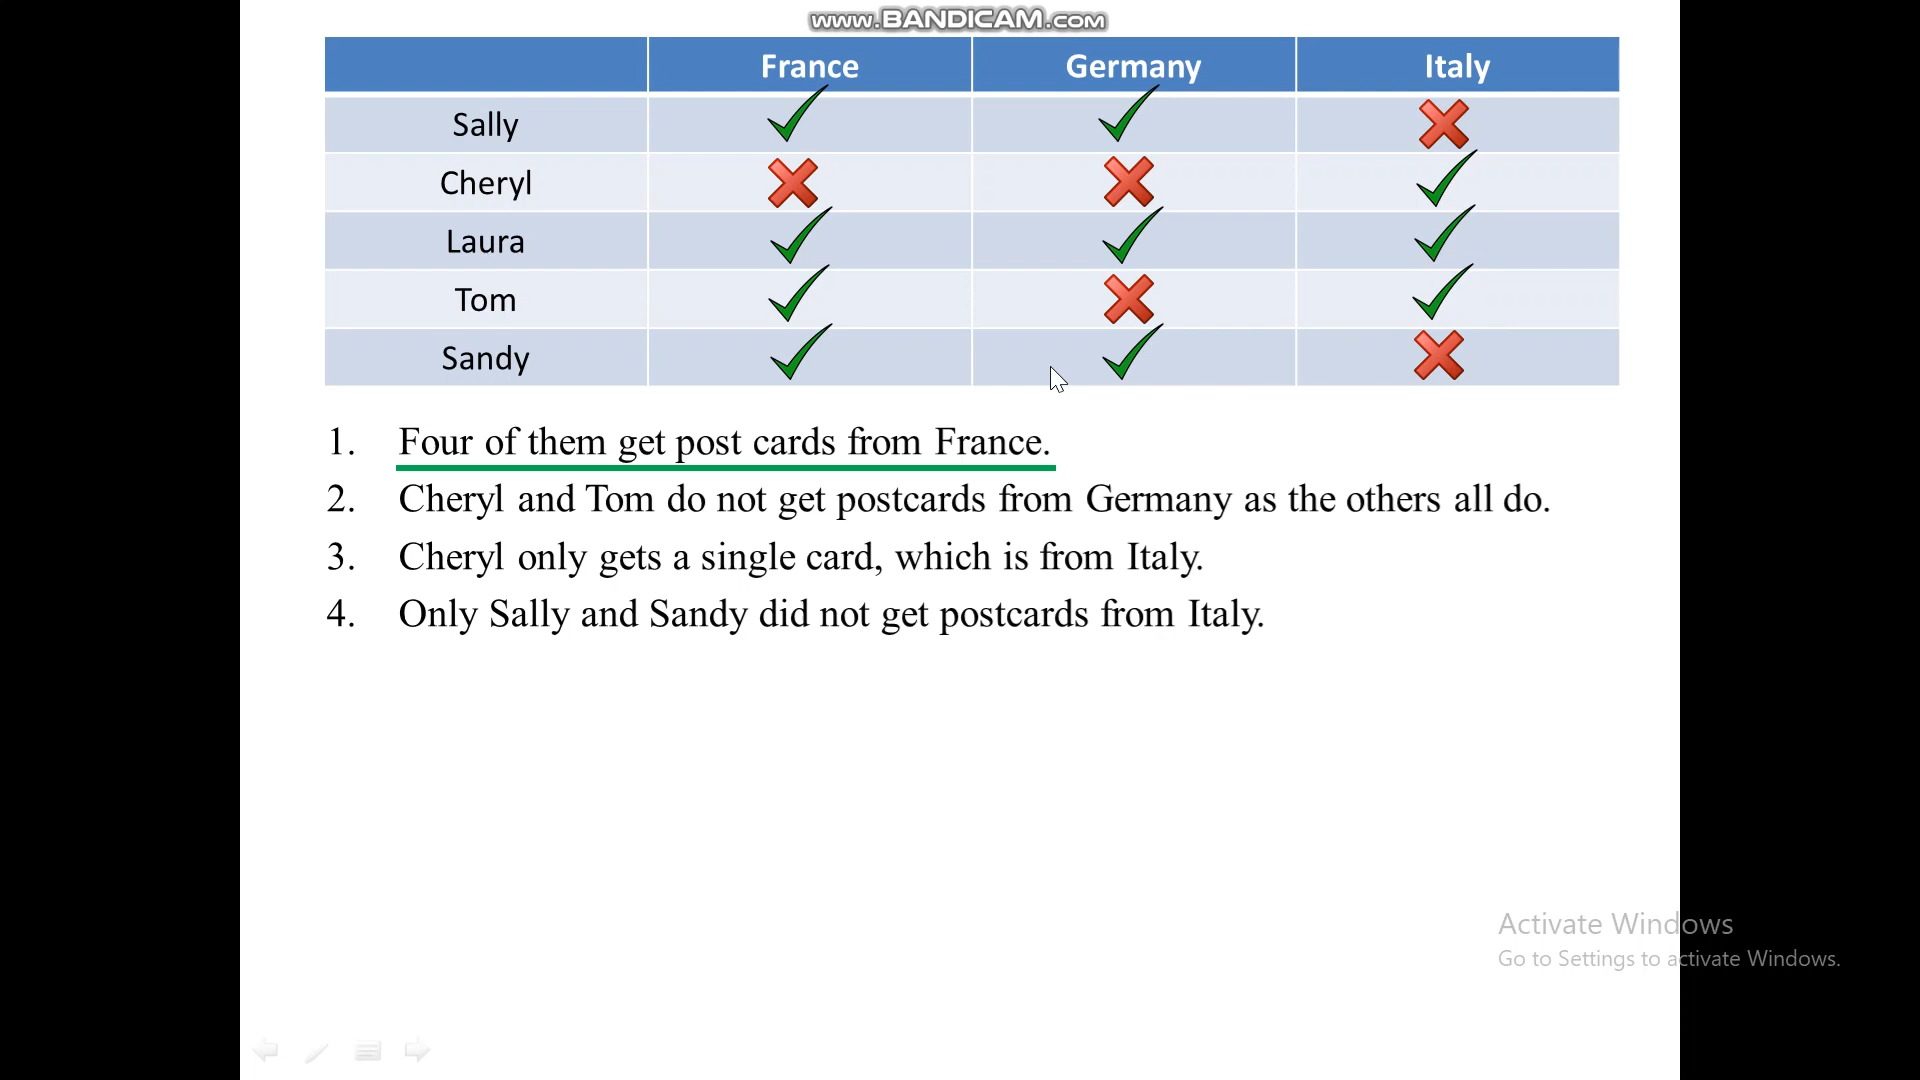 www.BANDICAM.com
France Germany Italy
Sally
Cheryl
Laura
Tom
Sandy
1. Four of them get post cards from France.
2. Cheryl and Tom do not get postcards from Germany as the others all do.
3. Cheryl only gets a single card, which is from Italy.
4. Only Sally and Sandy did not get postcards from Italy.
Activate Windows
Go to Settings to activate Windows.